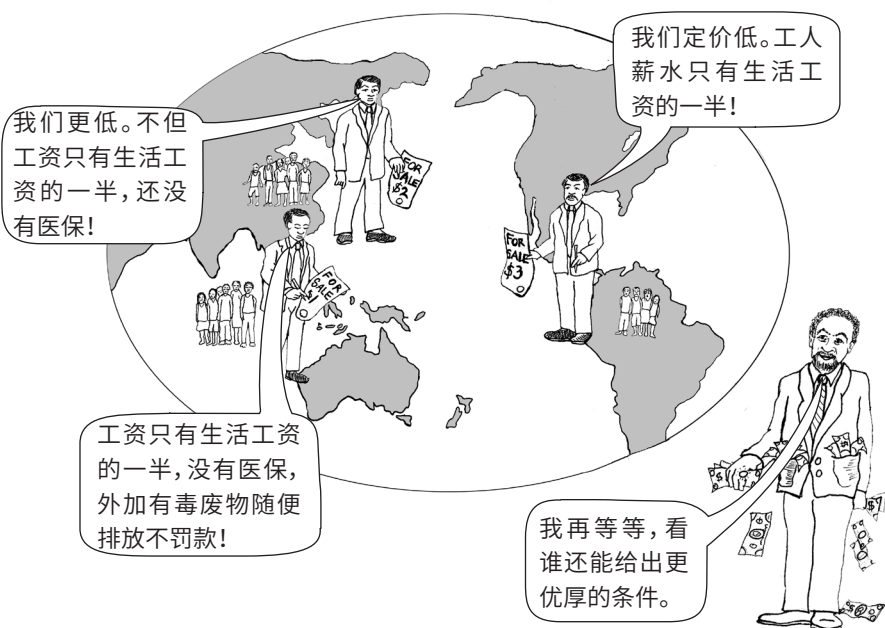 我们定价低。工人
薪水只有生活工
资的一半!
我们更低。不但
工资只有生活工
资的一半,还没
有医保!
FOR
SALE
$2
FOR
SALE
$3
FOR
SALE
$1
工资只有生活工资
的一半,没有医保,
外加有毒废物随便
排放不罚款!
我再等等,看
谁还能给出更
优厚的条件。